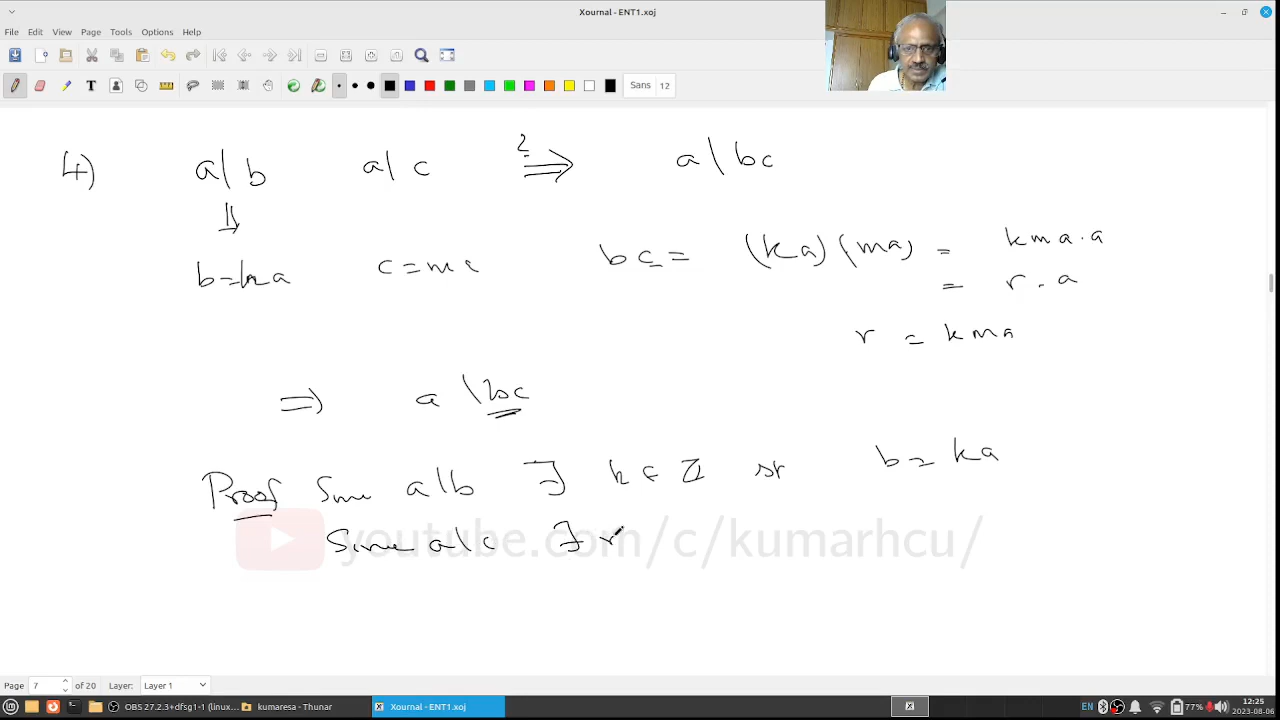 Xournal - ENT1.xoj
File Edit View Page Tools Options Help
T Sans 12
4) a|b a|c ?⟹ a|bc
⇓
b=ka c=mc bc = (ka)(ma) = kma.a
= r.a
r = kma
⟹ a|bc
Proof Since a|b ∃ k∈ℤ st b=ka
Since a|c ∃
youtube.com/c/kumarhcu/
Page 7 of 20 Layer: Layer 1
OBS 27.2.3+dfsg1-1 (linux... kumaresa - Thunar Xournal - ENT1.xoj EN 77% 12:25
2023-08-06